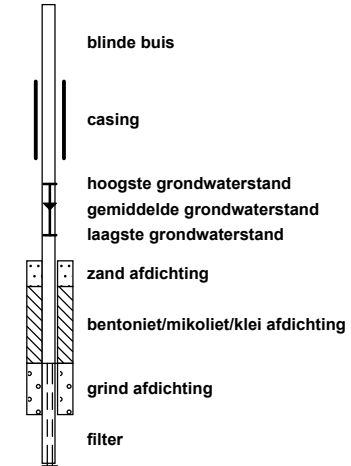 blinde buis
casing
hoogste grondwaterstand
gemiddelde grondwaterstand
laagste grondwaterstand
zand afdichting
bentoniet/mikoliet/klei afdichting
grind afdichting
filter